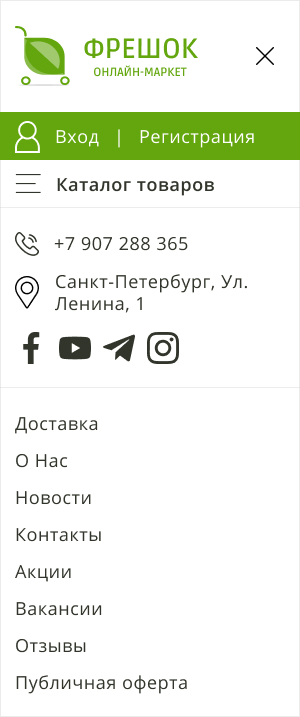 ФРЕШОК
ОНЛАЙН-МАРКЕТ
Вход | Регистрация
Каталог товаров
+7 907 288 365
Санкт-Петербург, Ул.
Ленина, 1
Доставка
О Нас
Новости
Контакты
Акции
Вакансии
Отзывы
Публичная оферта